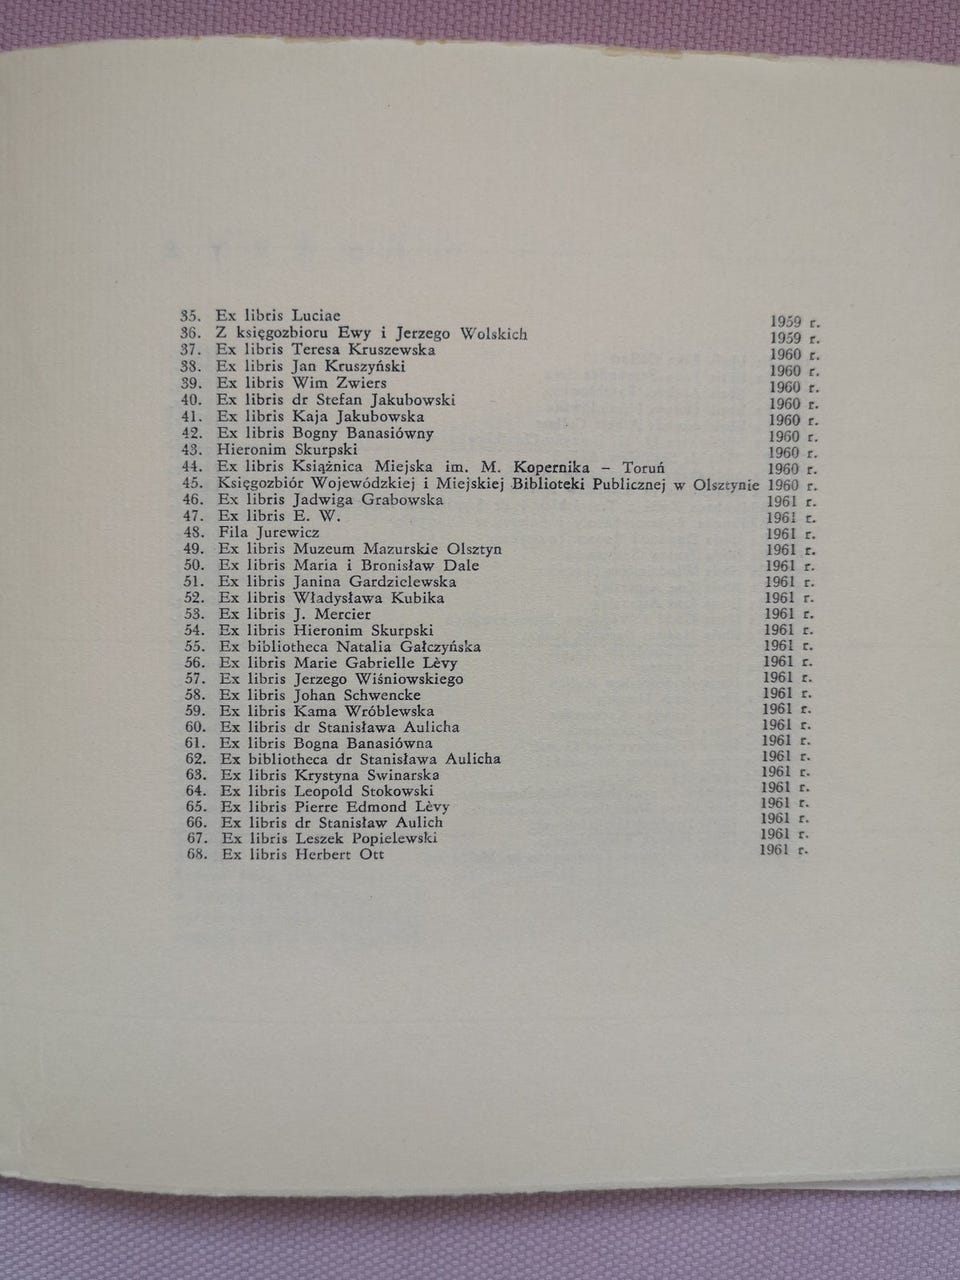 35. Ex libris Luciae 1959 r.
36. Z księgozbioru Ewy i Jerzego Wolskich 1959 r.
37. Ex libris Teresa Kruszewska 1960 r.
38. Ex libris Jan Kruszyński 1960 r.
39. Ex libris Wim Zwiers 1960 r.
40. Ex libris dr Stefan Jakubowski 1960 r.
41. Ex libris Kaja Jakubowska 1960 r.
42. Ex libris Bogny Banasiówny 1960 r.
43. Hieronim Skurpski 1960 r.
44. Ex libris Książnica Miejska im. M. Kopernika – Toruń 1960 r.
45. Księgozbiór Wojewódzkiej i Miejskiej Biblioteki Publicznej w Olsztynie 1960 r.
46. Ex libris Jadwiga Grabowska 1961 r.
47. Ex libris E. W. 1961 r.
48. Fila Jurewicz 1961 r.
49. Ex libris Muzeum Mazurskie Olsztyn 1961 r.
50. Ex libris Maria i Bronisław Dale 1961 r.
51. Ex libris Janina Gardzielewska 1961 r.
52. Ex libris Władysława Kubika 1961 r.
53. Ex libris J. Mercier 1961 r.
54. Ex libris Hieronim Skurpski 1961 r.
55. Ex bibliotheca Natalia Gałczyńska 1961 r.
56. Ex libris Marie Gabrielle Lèvy 1961 r.
57. Ex libris Jerzego Wiśniowskiego 1961 r.
58. Ex libris Johan Schwencke 1961 r.
59. Ex libris Kama Wróblewska 1961 r.
60. Ex libris dr Stanisława Aulicha 1961 r.
61. Ex libris Bogna Banasiówna 1961 r.
62. Ex bibliotheca dr Stanisława Aulicha 1961 r.
63. Ex libris Krystyna Swinarska 1961 r.
64. Ex libris Leopold Stokowski 1961 r.
65. Ex libris Pierre Edmond Lèvy 1961 r.
66. Ex libris dr Stanisław Aulich 1961 r.
67. Ex libris Leszek Popielewski 1961 r.
68. Ex libris Herbert Ott 1961 r.